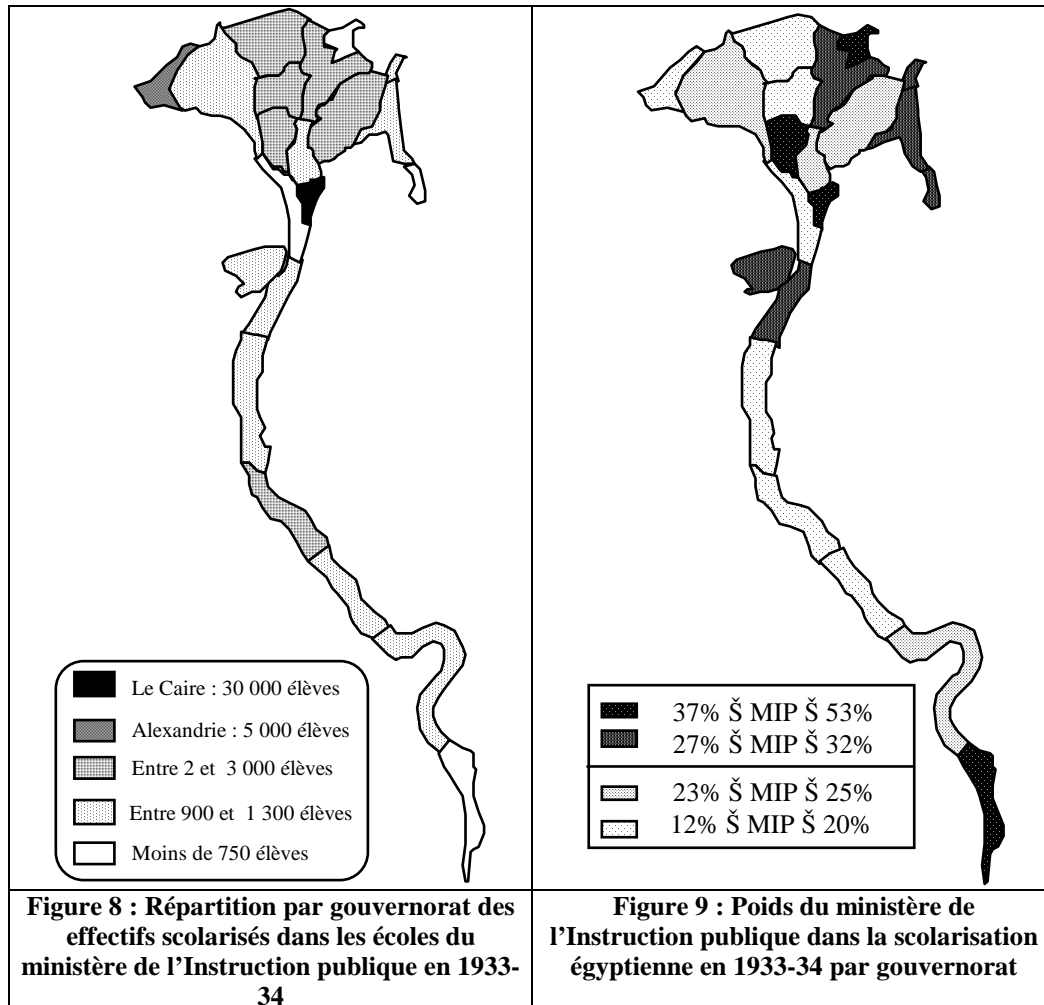 Le Caire : 30 000 élèves
Alexandrie : 5 000 élèves
Entre 2 et 3 000 élèves
Entre 900 et 1 300 élèves
Moins de 750 élèves
Figure 8 : Répartition par gouvernorat des
effectifs scolarisés dans les écoles du
ministère de l’Instruction publique en 1933-
34
37% Š MIP Š 53%
27% Š MIP Š 32%
23% Š MIP Š 25%
12% Š MIP Š 20%
Figure 9 : Poids du ministère de
l’Instruction publique dans la scolarisation
égyptienne en 1933-34 par gouvernorat